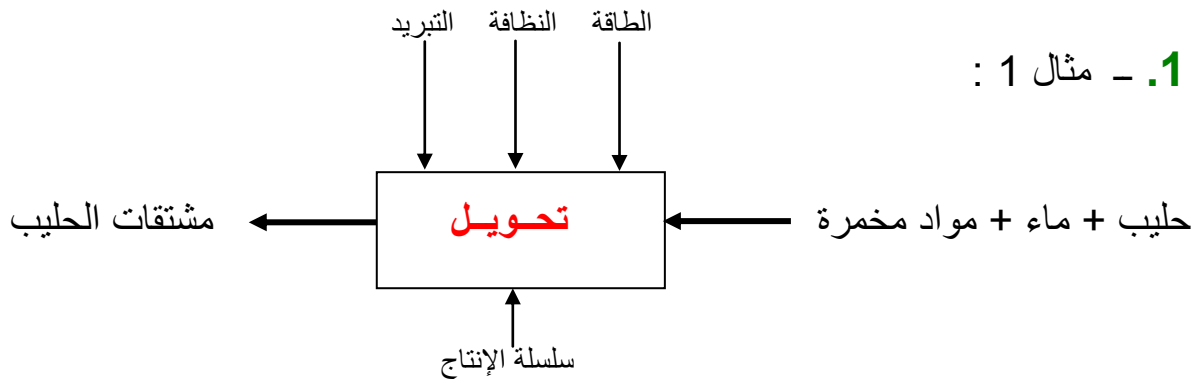 الطاقة
النظافة
التبريد
1. – مثال 1 :
حليب + ماء + مواد مخمرة
تحـويـل
مشتقات الحليب
سلسلة الإنتاج